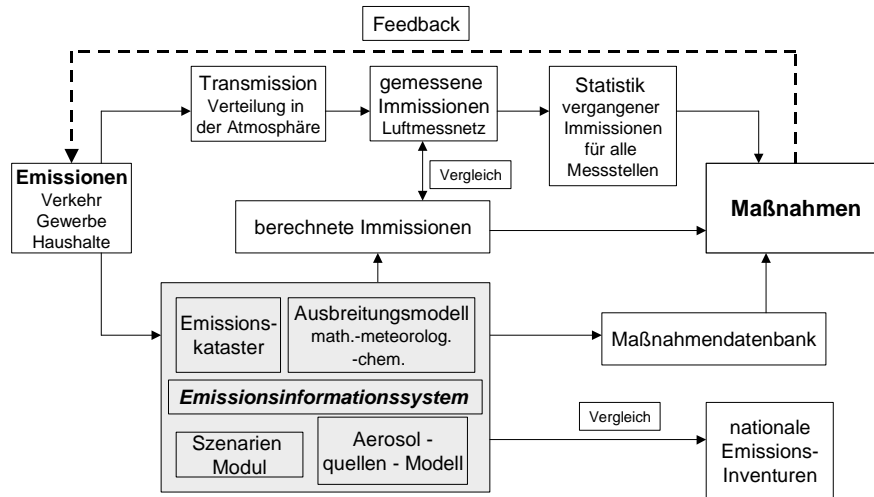 Feedback
Transmission
Verteilung in
der Atmosphäre
gemessene
Immissionen
Luftmessnetz
Statistik
vergangener
Immissionen
für alle
Messstellen
Emissionen
Verkehr
Gewerbe
Haushalte
Vergleich
Maßnahmen
berechnete Immissionen
Emissions-
kataster
Ausbreitungsmodell
math.-meteorolog.
-chem.
Maßnahmendatenbank
Emissionsinformationssystem
Szenarien
Modul
Aerosol -
quellen - Modell
Vergleich
nationale
Emissions-
Inventuren